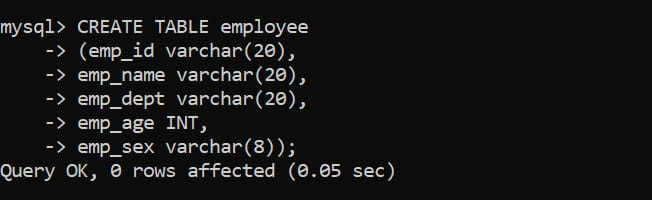 mysql> CREATE TABLE employee
    -> (emp_id varchar(20),
    -> emp_name varchar(20),
    -> emp_dept varchar(20),
    -> emp_age INT,
    -> emp_sex varchar(8));
Query OK, 0 rows affected (0.05 sec)